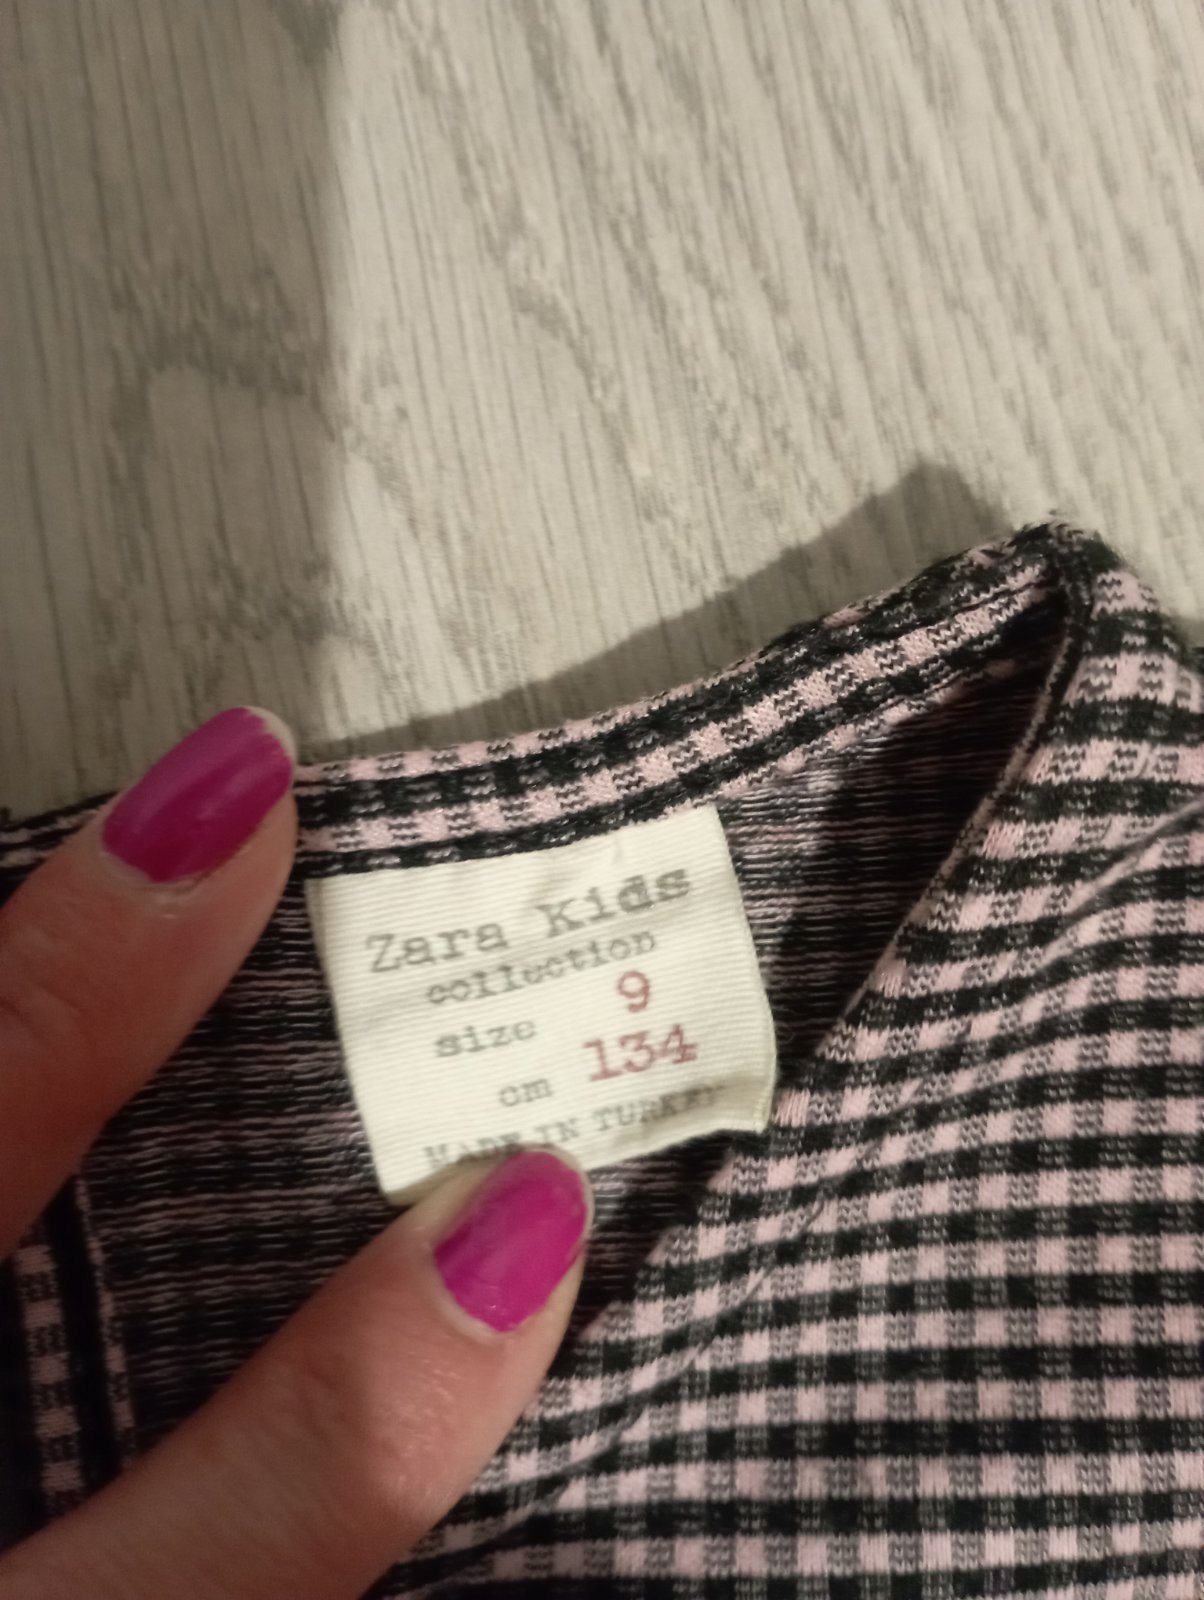 Zara Kids
collection
size 9
cm 134
MADE IN TURKEY